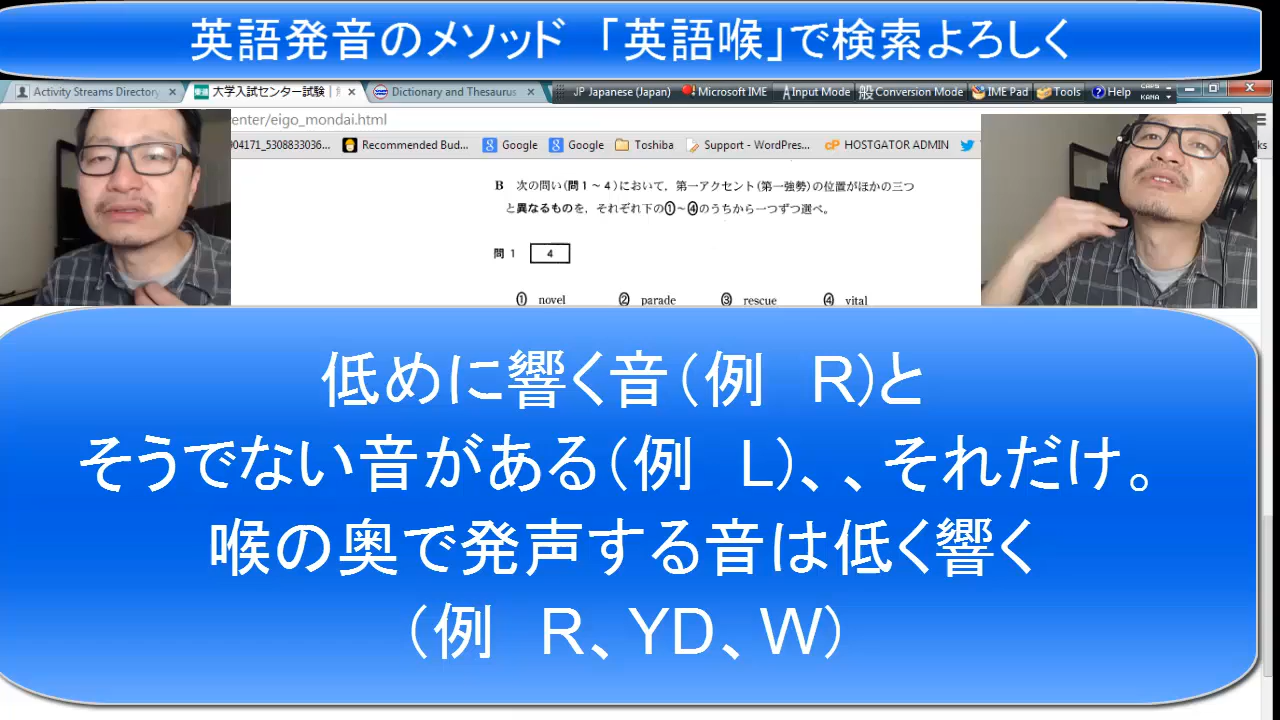 英語発音のメソッド 「英語喉」で検索よろしく
Activity Streams Directory
大学入試センター試験
Dictionary and Thesaurus
JP Japanese (Japan) Microsoft IME Input Mode 般 Conversion Mode IME Pad Tools Help CAPS KANA
enter/eigo_mondai.html
004171_5308833036... Recommended Bud... Google Google Toshiba Support - WordPres... cP HOSTGATOR ADMIN
B 次の問い(問1～4)において，第一アクセント(第一強勢)の位置がほかの三つ
と異なるものを，それぞれ下の①～④のうちから一つずつ選べ。
問 1 4
① novel ② parade ③ rescue ④ vital
低めに響く音(例 R)と
そうでない音がある(例 L)、、それだけ。
喉の奥で発声する音は低く響く
(例 R、YD、W)